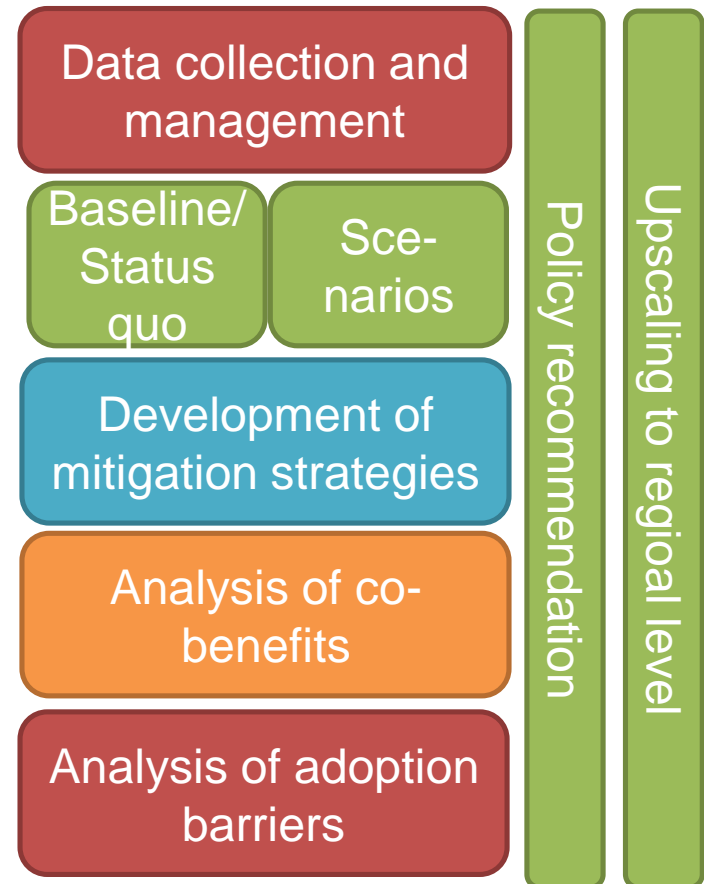 Data collection and
management
Baseline/
Status
quo
Sce-
narios
Development of
mitigation strategies
Analysis of co-
benefits
Analysis of adoption
barriers
Policy recommendation
Upscaling to regioal level